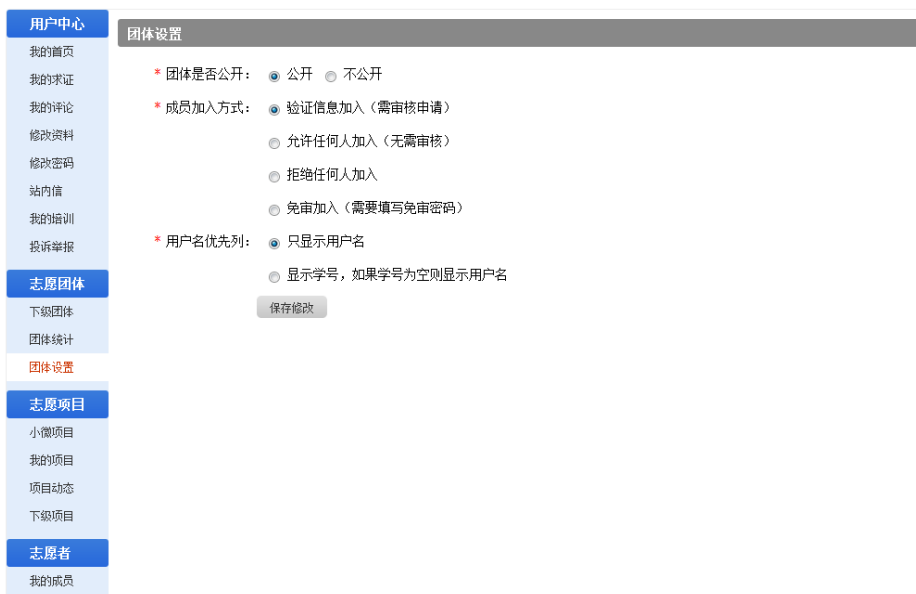 用户中心
我的首页
我的求证
我的评论
修改资料
修改密码
站内信
我的培训
投诉举报
志愿团体
下级团体
团体统计
团体设置
志愿项目
小微项目
我的项目
项目动态
下级项目
志愿者
我的成员
团体设置
* 团体是否公开： 公开 不公开
* 成员加入方式： 验证信息加入（需审核申请）
允许任何人加入（无需审核）
拒绝任何人加入
免审加入（需要填写免审密码）
* 用户名优先列： 只显示用户名
显示学号，如果学号为空则显示用户名
保存修改